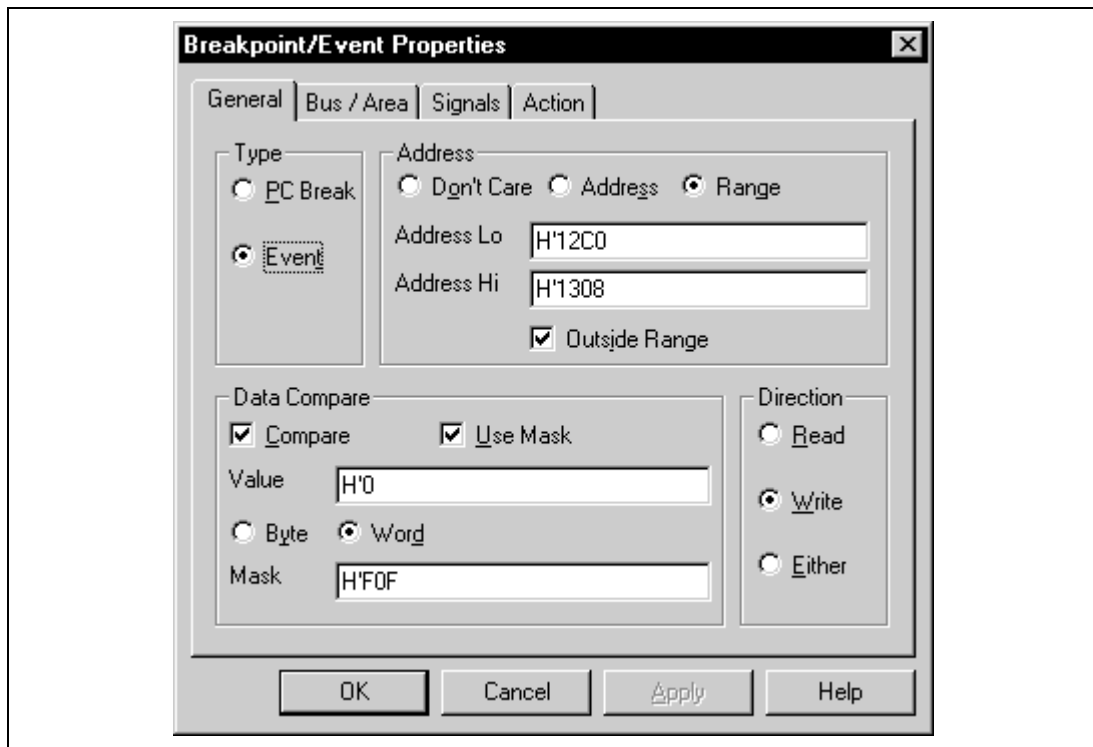 Breakpoint/Event Properties
General Bus / Area Signals Action
Type
PC Break
Event
Address
Don't Care Address Range
Address Lo H'12C0
Address Hi H'1308
Outside Range
Data Compare
Compare Use Mask
Value H'0
Byte Word
Mask H'F0F
Direction
Read
Write
Either
OK Cancel Apply Help